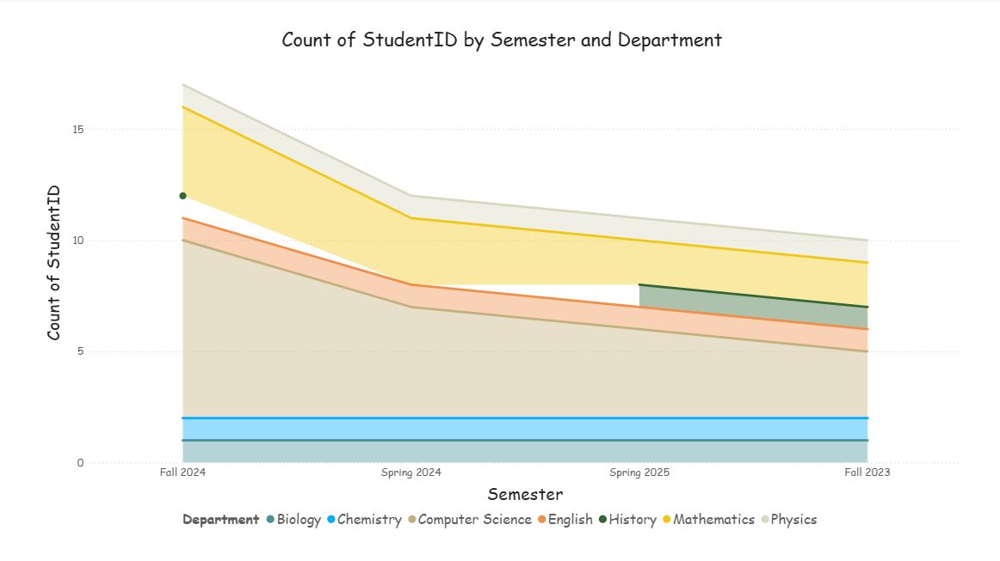 Count of StudentID by Semester and Department
Count of StudentID
15
10
5
0
Fall 2024 Spring 2024 Spring 2025 Fall 2023
Semester
Department Biology Chemistry Computer Science English History Mathematics Physics